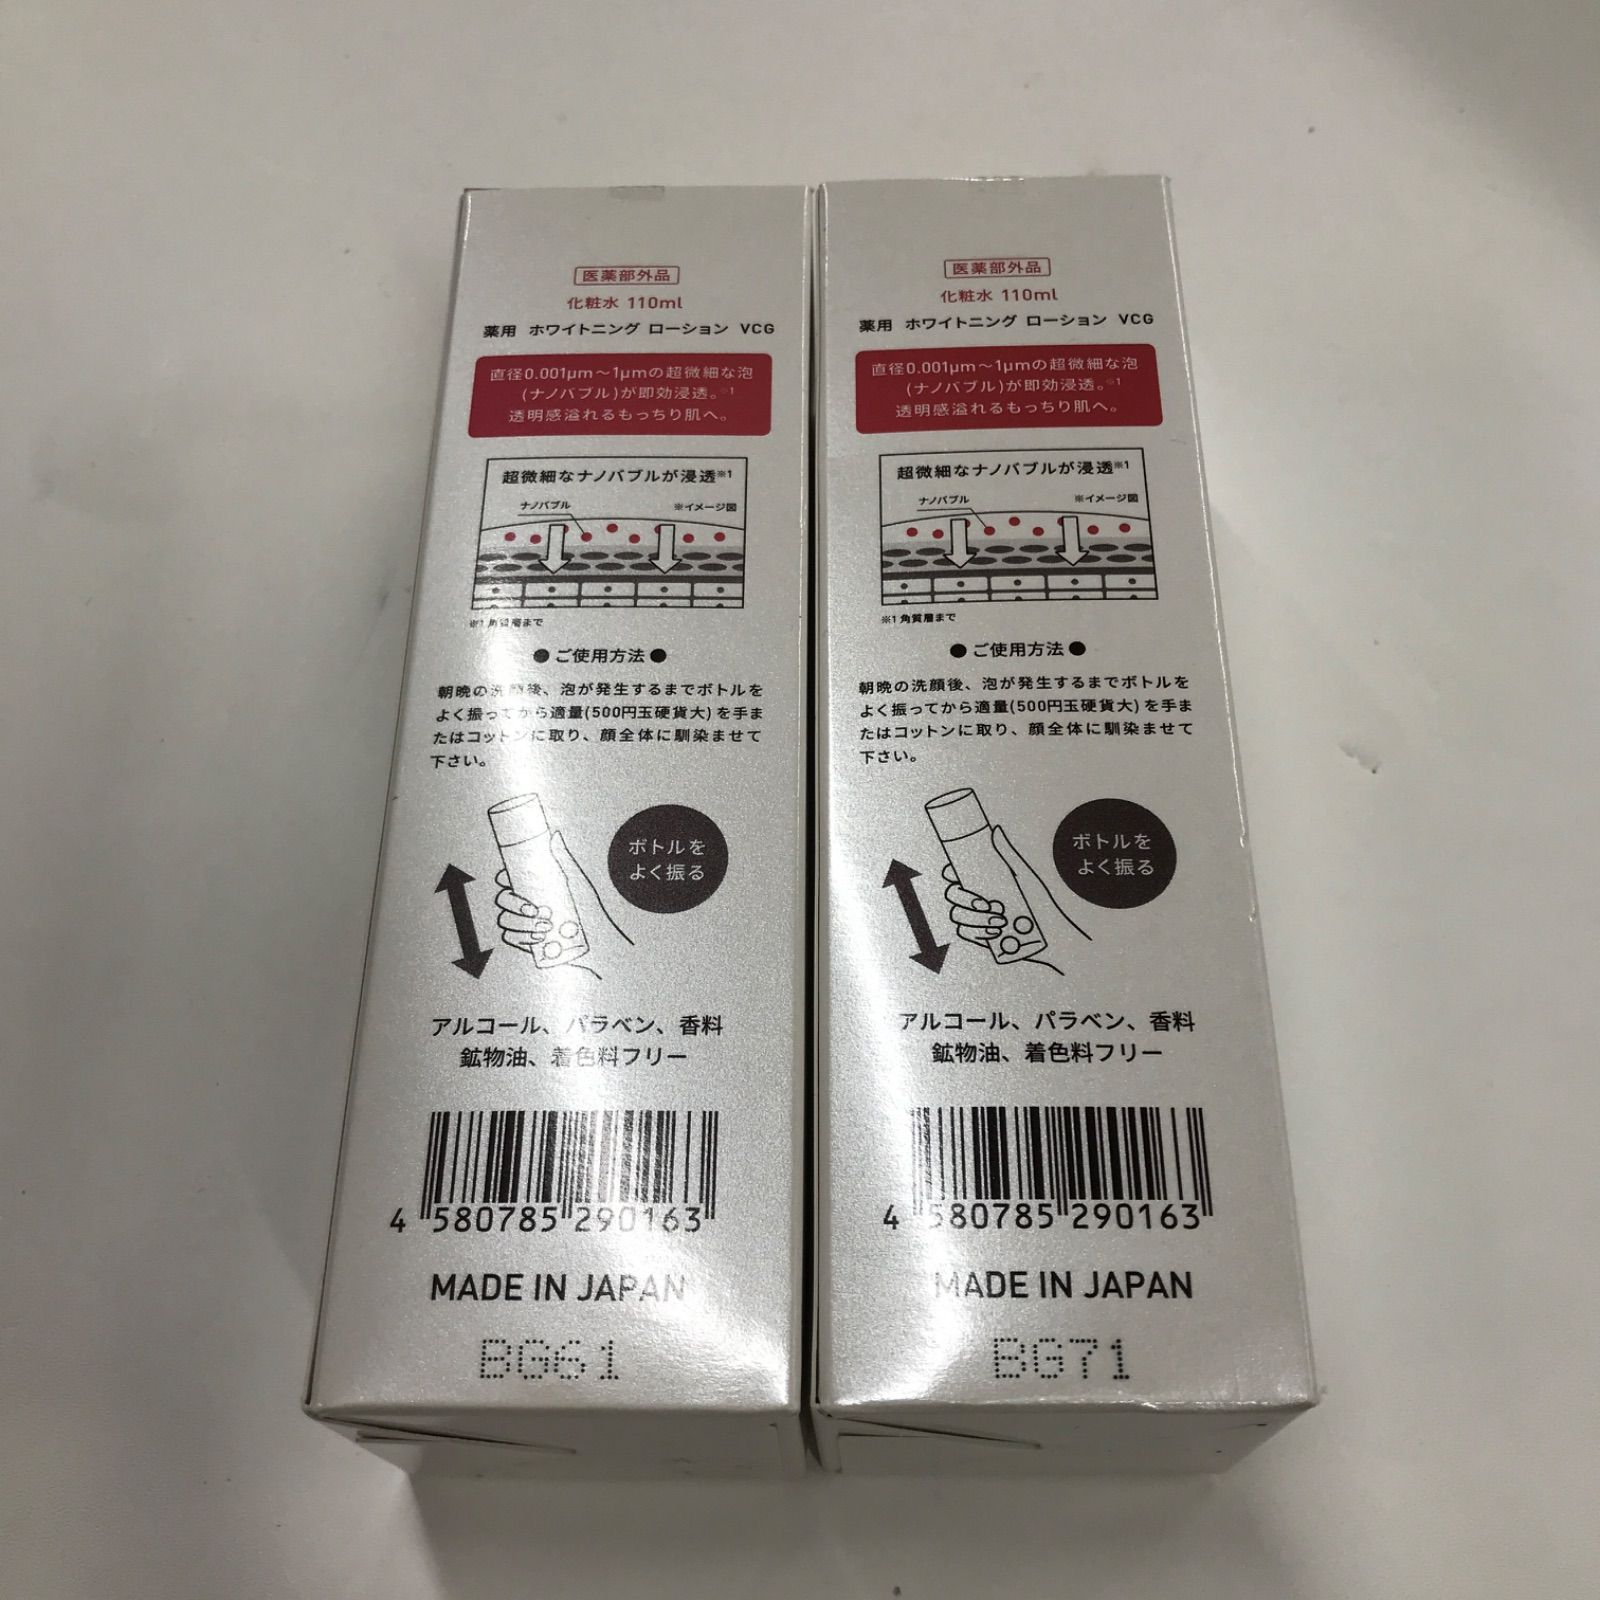 医薬部外品
化粧水 110ml
薬用 ホワイトニング ローション VCG
直径0.001μm〜1μmの超微細な泡
(ナノバブル)が即効浸透。※1
透明感溢れるもっちり肌へ。
超微細なナノバブルが浸透※1
ナノバブル
※イメージ図
※1 角質層まで
●ご使用方法●
朝晩の洗顔後、泡が発生するまでボトルを
よく振ってから適量(500円玉硬貨大)を手ま
たはコットンに取り、顔全体に馴染ませて
下さい。
ボトルを
よく振る
アルコール、パラベン、香料
鉱物油、着色料フリー
4 580785 290163
MADE IN JAPAN
BG61
医薬部外品
化粧水 110ml
薬用 ホワイトニング ローション VCG
直径0.001μm〜1μmの超微細な泡
(ナノバブル)が即効浸透。※1
透明感溢れるもっちり肌へ。
超微細なナノバブルが浸透※1
ナノバブル
※イメージ図
※1 角質層まで
●ご使用方法●
朝晩の洗顔後、泡が発生するまでボトルを
よく振ってから適量(500円玉硬貨大)を手ま
たはコットンに取り、顔全体に馴染ませて
下さい。
ボトルを
よく振る
アルコール、パラベン、香料
鉱物油、着色料フリー
4 580785 290163
MADE IN JAPAN
BG71